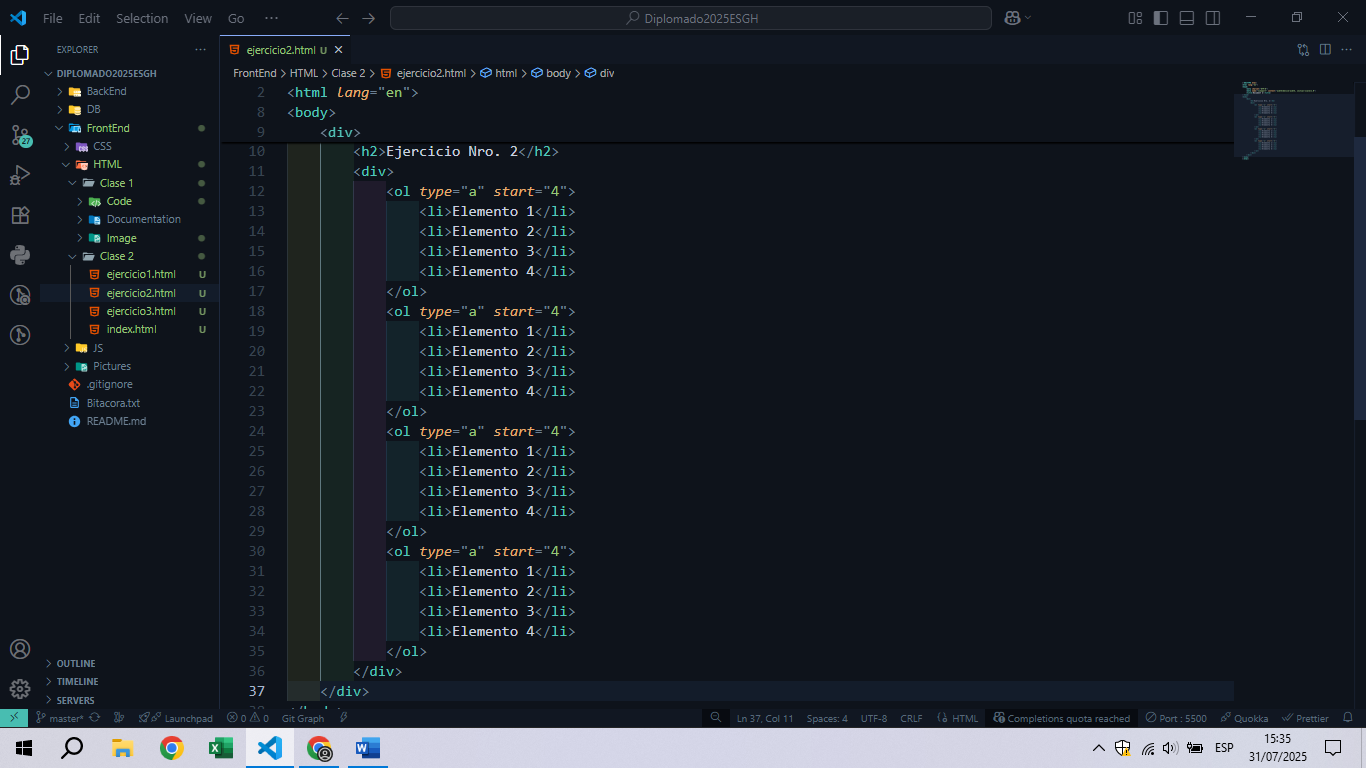 File Edit Selection View Go ··· Diplomado2025ESGH
EXPLORER ···
DIPLOMADO2025ESGH
BackEnd
DB
FrontEnd
CSS
HTML
Clase 1
Code
Documentation
Image
Clase 2
ejercicio1.html U
ejercicio2.html U
ejercicio3.html U
index.html U
JS
Pictures
.gitignore
Bitacora.txt
README.md
OUTLINE
TIMELINE
SERVERS
27
ejercicio2.html U
FrontEnd > HTML > Clase 2 > ejercicio2.html > html > body > div
2 <html lang="en">
8 <body>
9 <div>
10 <h2>Ejercicio Nro. 2</h2>
11 <div>
12 <ol type="a" start="4">
13 <li>Elemento 1</li>
14 <li>Elemento 2</li>
15 <li>Elemento 3</li>
16 <li>Elemento 4</li>
17 </ol>
18 <ol type="a" start="4">
19 <li>Elemento 1</li>
20 <li>Elemento 2</li>
21 <li>Elemento 3</li>
22 <li>Elemento 4</li>
23 </ol>
24 <ol type="a" start="4">
25 <li>Elemento 1</li>
26 <li>Elemento 2</li>
27 <li>Elemento 3</li>
28 <li>Elemento 4</li>
29 </ol>
30 <ol type="a" start="4">
31 <li>Elemento 1</li>
32 <li>Elemento 2</li>
33 <li>Elemento 3</li>
34 <li>Elemento 4</li>
35 </ol>
36 </div>
37 </div>
master* Launchpad 0 0 Git Graph Ln 37, Col 11 Spaces: 4 UTF-8 CRLF HTML Completions quota reached Port : 5500 Quokka Prettier
ESP
15:35
31/07/2025